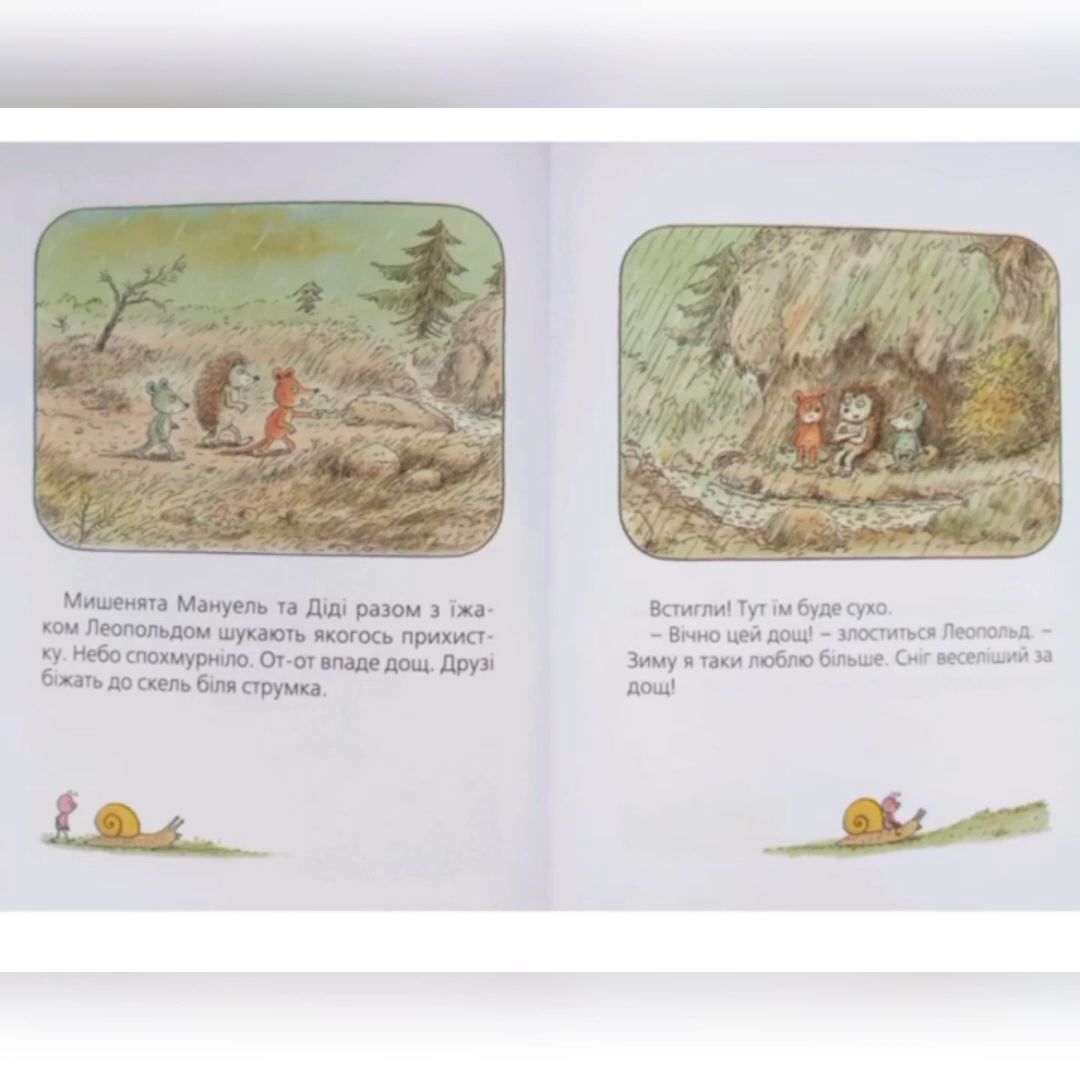 Мишенята Мануель та Діді разом з їжа-
ком Леопольдом шукають якогось прихист-
ку. Небо спохмурніло. От-от впаде дощ. Друзі
біжать до скель біля струмка.
Встигли! Тут їм буде сухо.
– Вічно цей дощ! – злоститься Леопольд. –
Зиму я таки люблю більше. Сніг веселіший за
дощ!